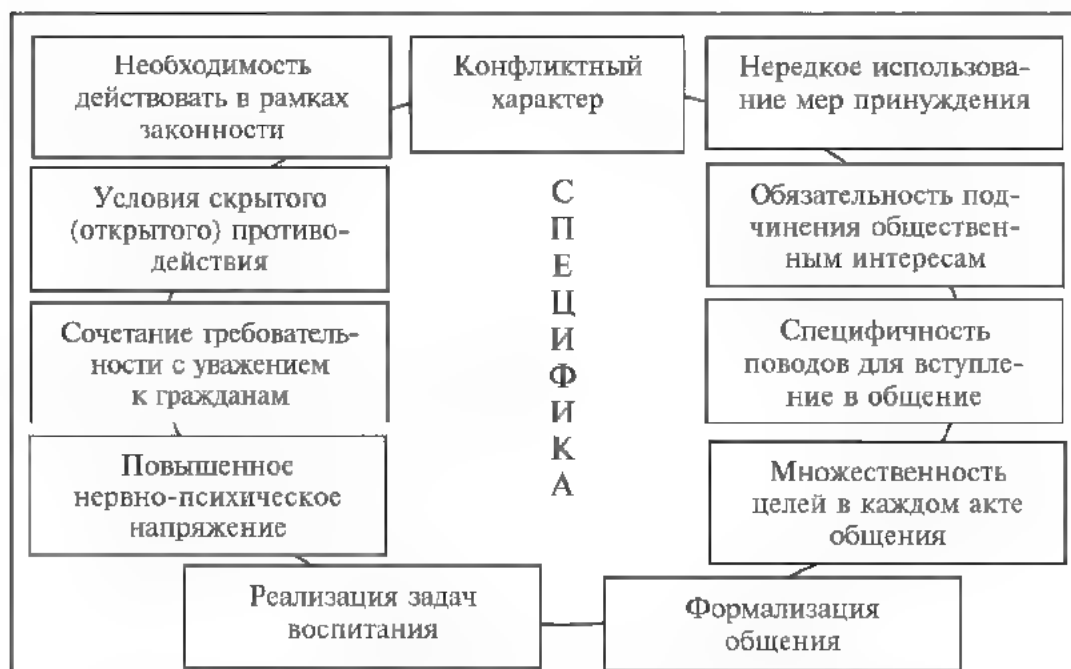 Необходимость
действовать в рамках
законности
Конфликтный
характер
Нередкое использова-
ние мер принуждения
Условия скрытого
(открытого) противо-
действия
Обязательность под-
чинения обществен-
ным интересам
Сочетание требователь-
ности с уважением
к гражданам
Специфичность
поводов для вступле-
ние в общение
Повышенное
нервно-психическое
напряжение
Множественность
целей в каждом акте
общения
Реализация задач
воспитания
Формализация
общения
С
П
Е
Ц
И
Ф
И
К
А